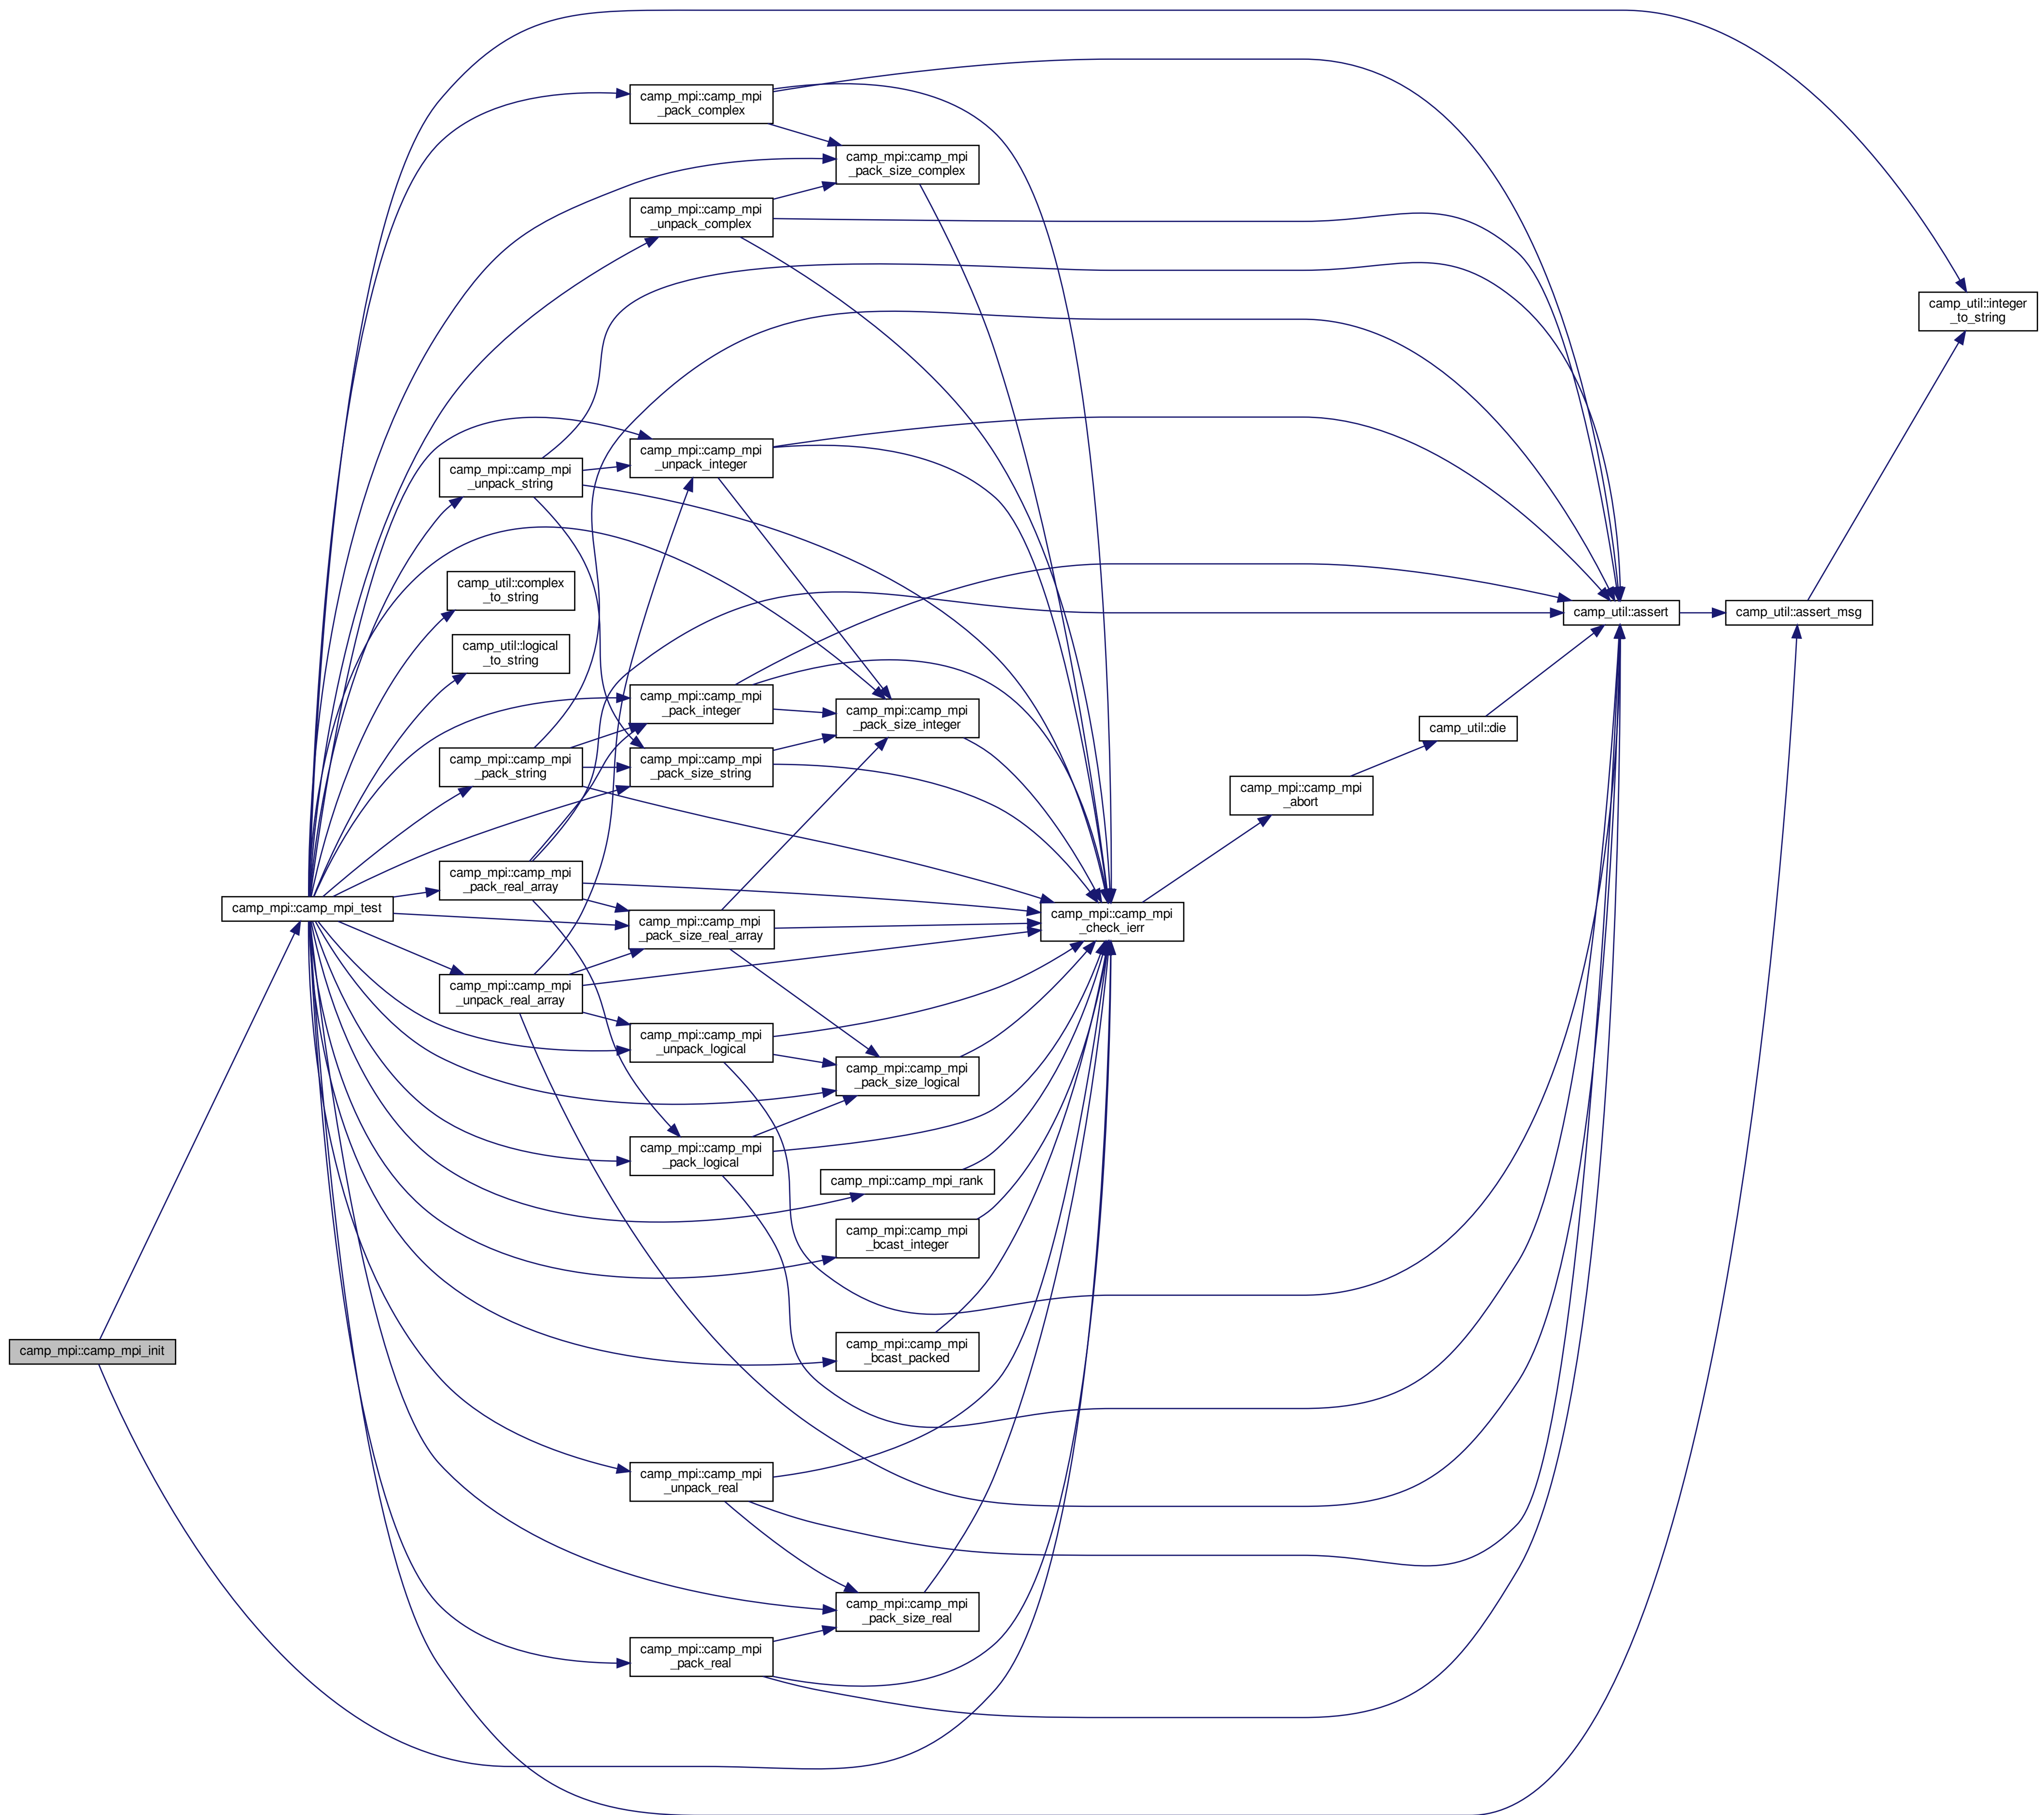 camp_mpi::camp_mpi
_pack_complex
camp_mpi::camp_mpi
_pack_size_complex
camp_mpi::camp_mpi
_unpack_complex
camp_util::integer
_to_string
camp_mpi::camp_mpi
_unpack_integer
camp_mpi::camp_mpi
_unpack_string
camp_util::complex
_to_string
camp_util::assert
camp_util::assert_msg
camp_util::logical
_to_string
camp_mpi::camp_mpi
_pack_integer
camp_mpi::camp_mpi
_pack_size_integer
camp_util::die
camp_mpi::camp_mpi
_pack_string
camp_mpi::camp_mpi
_pack_size_string
camp_mpi::camp_mpi
_abort
camp_mpi::camp_mpi
_pack_real_array
camp_mpi::camp_mpi_test
camp_mpi::camp_mpi
_pack_size_real_array
camp_mpi::camp_mpi
_check_ierr
camp_mpi::camp_mpi
_unpack_real_array
camp_mpi::camp_mpi
_unpack_logical
camp_mpi::camp_mpi
_pack_size_logical
camp_mpi::camp_mpi
_pack_logical
camp_mpi::camp_mpi_rank
camp_mpi::camp_mpi
_bcast_integer
camp_mpi::camp_mpi_init
camp_mpi::camp_mpi
_bcast_packed
camp_mpi::camp_mpi
_unpack_real
camp_mpi::camp_mpi
_pack_size_real
camp_mpi::camp_mpi
_pack_real